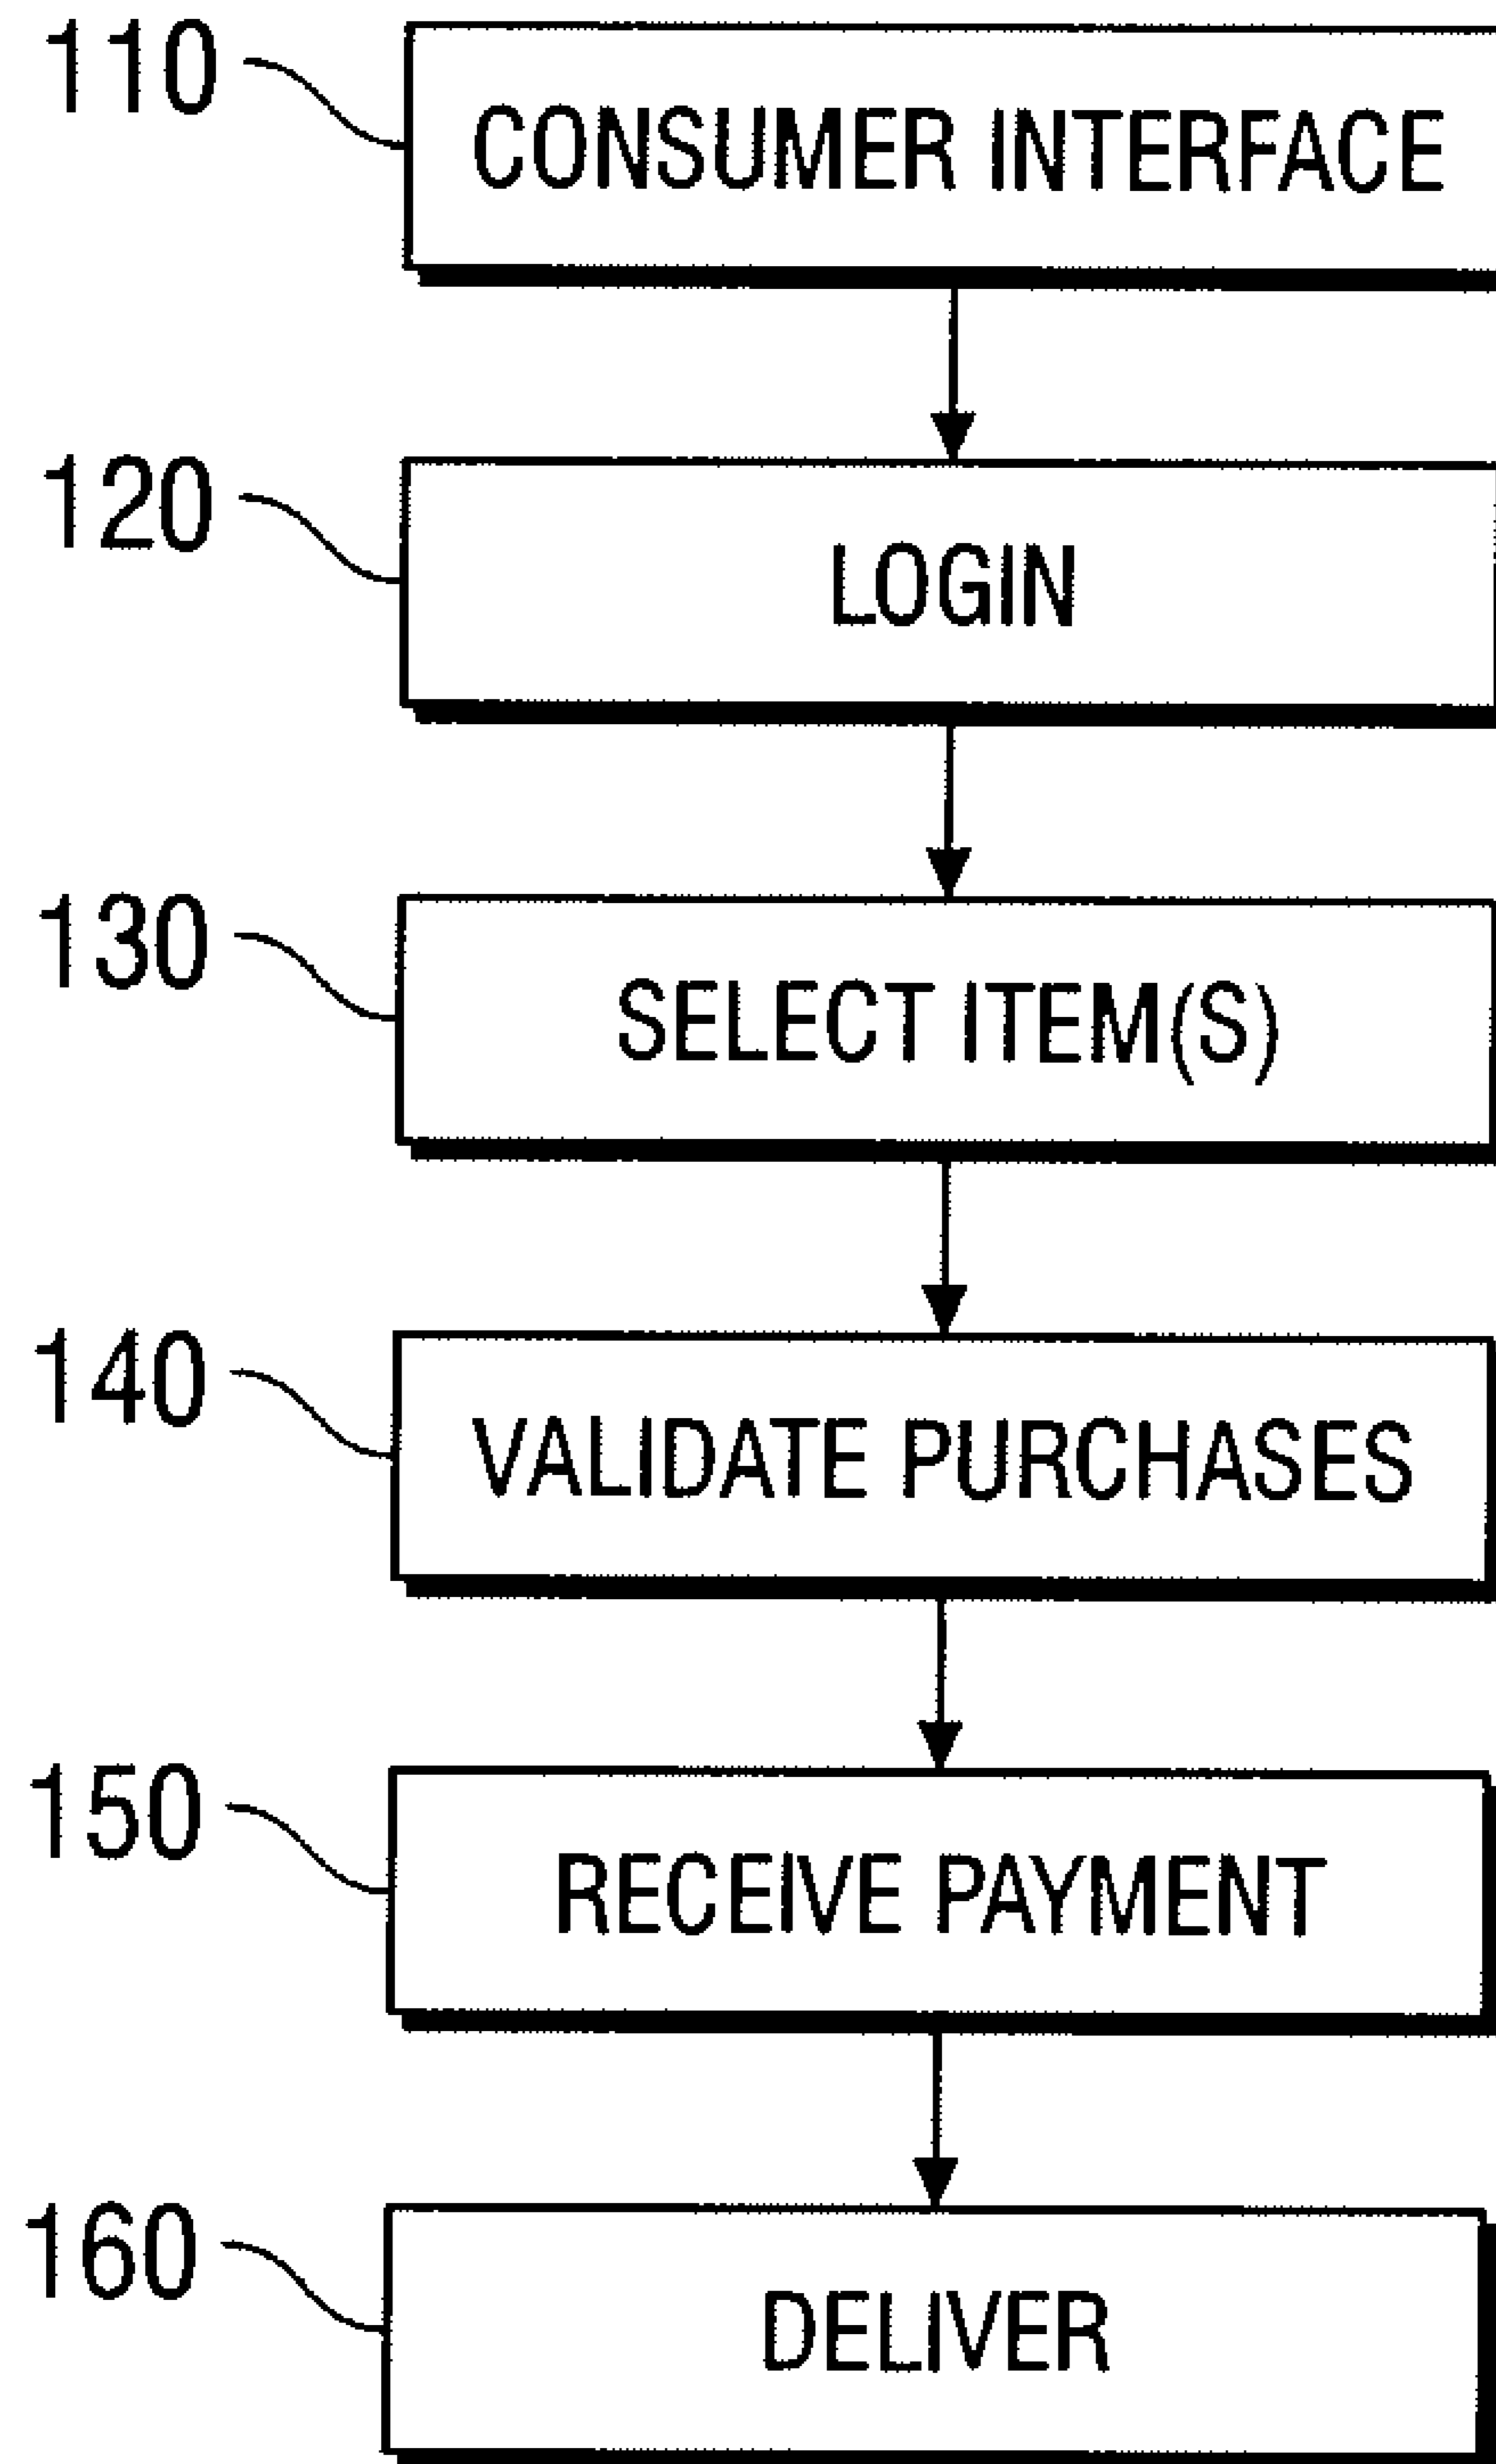 110
CONSUMER INTERFACE
120
LOGIN
130
SELECT ITEM(S)
140
VALIDATE PURCHASES
150
RECEIVE PAYMENT
160
DELIVER